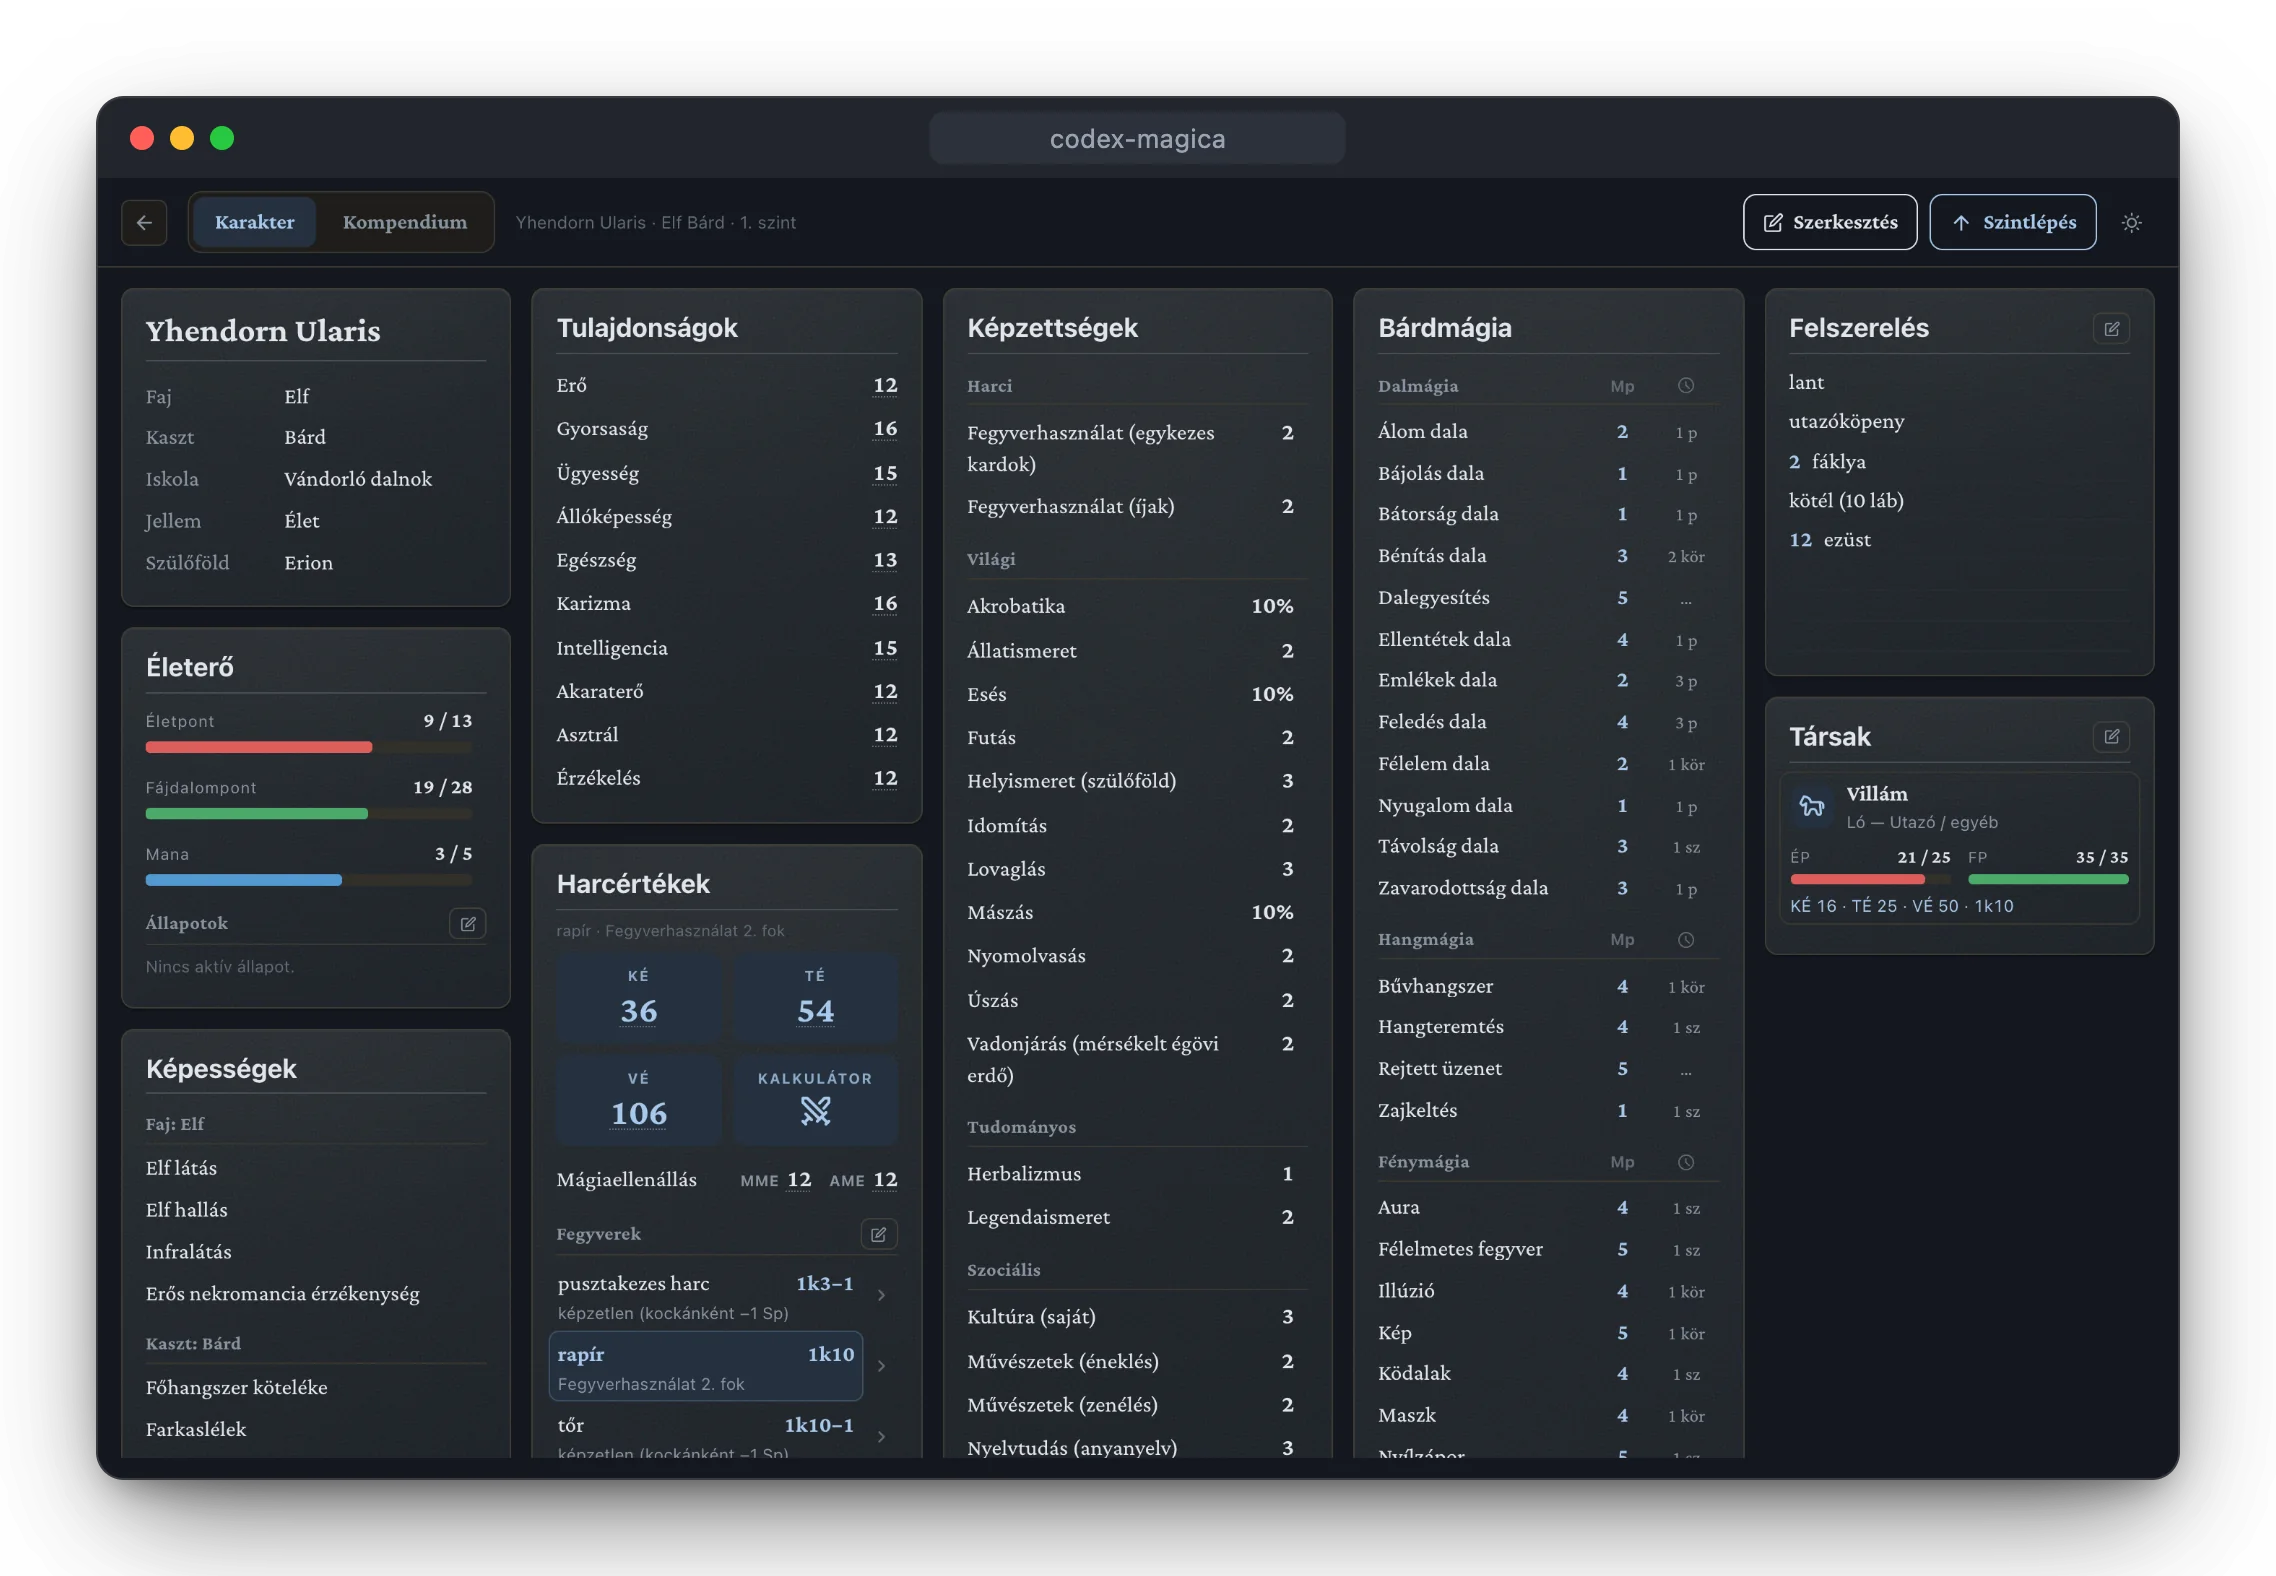 codex-magica
Karakter
Kompendium
Yhendorn Ularis · Elf Bárd · 1. szint
Szerkesztés
Szintlépés
Yhendorn Ularis
Faj Elf
Kaszt Bárd
Iskola Vándorló dalnok
Jellem Élet
Szülőföld Erion
Életerő
Életpont 9 / 13
Fájdalompont 19 / 28
Mana 3 / 5
Állapotok
Nincs aktív állapot.
Képességek
Faj: Elf
Elf látás
Elf hallás
Infralátás
Erős nekromancia érzékenység
Kaszt: Bárd
Főhangszer köteléke
Farkaslélek
Tulajdonságok
Erő 12
Gyorsaság 16
Ügyesség 15
Állóképesség 12
Egészség 13
Karizma 16
Intelligencia 15
Akaraterő 12
Asztrál 12
Érzékelés 12
Harcértékek
rapír · Fegyverhasználat 2. fok
KÉ TÉ
36 54
VÉ KALKULÁTOR
106
Mágiaellenállás MME 12 AME 12
Fegyverek
pusztakezes harc 1k3−1
képzetlen (kockánként −1 Sp)
rapír 1k10
Fegyverhasználat 2. fok
tőr 1k10−1
képzetlen (kockánként −1 Sp)
Képzettségek
Harci
Fegyverhasználat (egykezes 2
kardok)
Fegyverhasználat (íjak) 2
Világi
Akrobatika 10%
Állatismeret 2
Esés 10%
Futás 2
Helyismeret (szülőföld) 3
Idomítás 2
Lovaglás 3
Mászás 10%
Nyomolvasás 2
Úszás 2
Vadonjárás (mérsékelt égövi 2
erdő)
Tudományos
Herbalizmus 1
Legendaismeret 2
Szociális
Kultúra (saját) 3
Művészetek (éneklés) 2
Művészetek (zenélés) 2
Nyelvtudás (anyanyelv) 3
Bárdmágia
Dalmágia Mp
Álom dala 2 1 p
Bájolás dala 1 1 p
Bátorság dala 1 1 p
Bénítás dala 3 2 kör
Dalegyesítés 5 ...
Ellentétek dala 4 1 p
Emlékek dala 2 3 p
Feledés dala 4 3 p
Félelem dala 2 1 kör
Nyugalom dala 1 1 p
Távolság dala 3 1 sz
Zavarodottság dala 3 1 p
Hangmágia Mp
Bűvhangszer 4 1 kör
Hangteremtés 4 1 sz
Rejtett üzenet 5 ...
Zajkeltés 1 1 sz
Fénymágia Mp
Aura 4 1 sz
Félelmetes fegyver 5 1 sz
Illúzió 4 1 kör
Kép 5 1 kör
Ködalak 4 1 sz
Maszk 4 1 kör
Nyílzápor 5 1 sz
Felszerelés
lant
utazóköpeny
2 fáklya
kötél (10 láb)
12 ezüst
Társak
Villám
Ló — Utazó / egyéb
ÉP 21 / 25 FP 35 / 35
KÉ 16 · TÉ 25 · VÉ 50 · 1k10